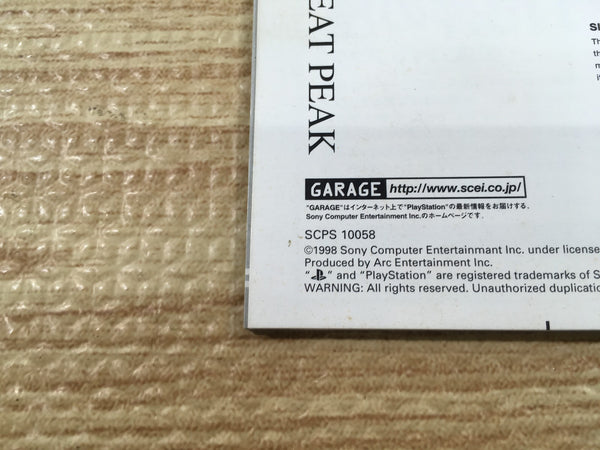 EAT PEAK
GARAGE http://www.scei.co.jp/
"GARAGE"はインターネット上で"PlayStation"の最新情報をお届けする、
Sony Computer Entertainment Inc.のホームページです。
SCPS 10058
©1998 Sony Computer Entertainmant Inc. under license
Produced by Arc Entertainment Inc.
" " and "PlayStation" are registered trademarks of S
WARNING: All rights reserved. Unauthorized duplicatio